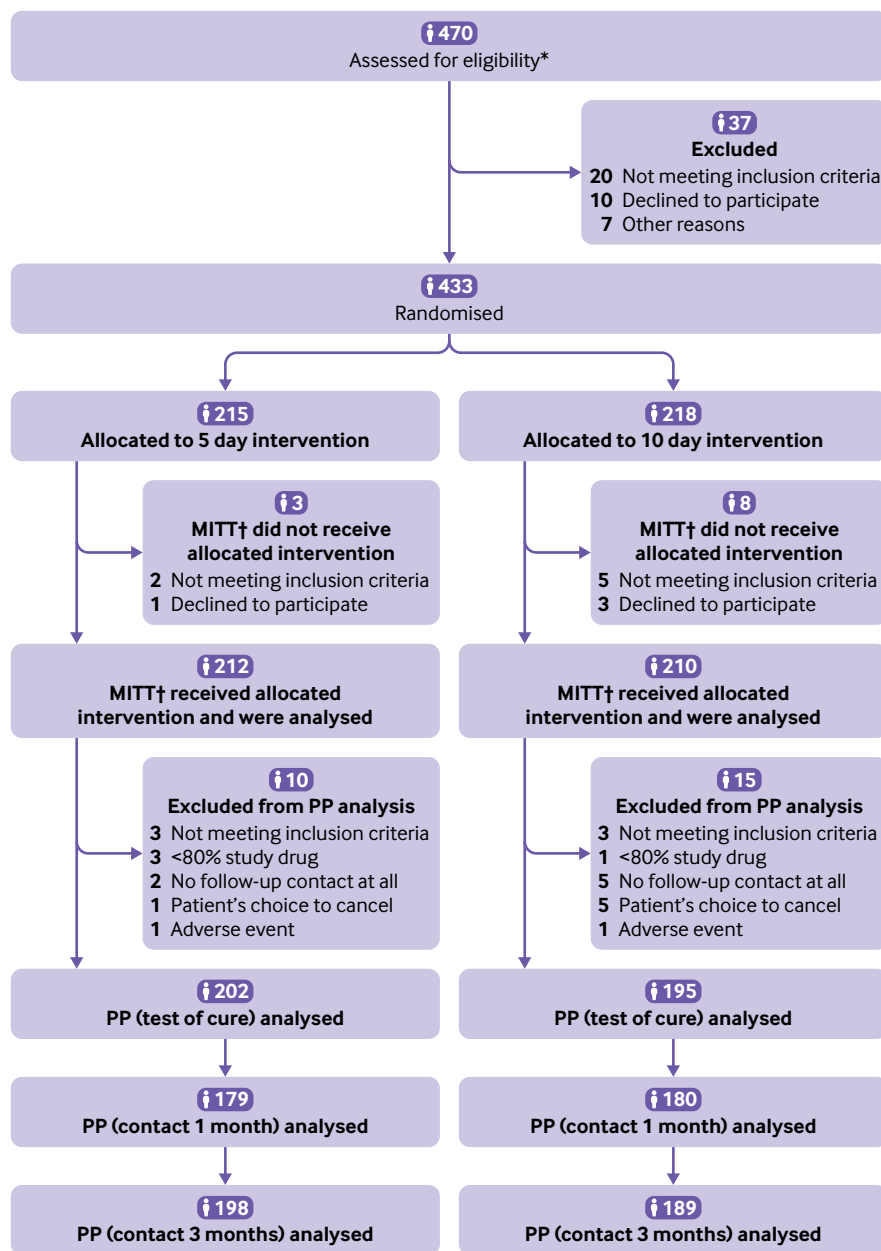 470
Assessed for eligibility*
37
Excluded
20 Not meeting inclusion criteria
10 Declined to participate
7 Other reasons
433
Randomised
215
Allocated to 5 day intervention
3
MITT† did not receive
allocated intervention
2 Not meeting inclusion criteria
1 Declined to participate
212
MITT† received allocated
intervention and were analysed
10
Excluded from PP analysis
3 Not meeting inclusion criteria
3 <80% study drug
2 No follow-up contact at all
1 Patient's choice to cancel
1 Adverse event
202
PP (test of cure) analysed
179
PP (contact 1 month) analysed
198
PP (contact 3 months) analysed
218
Allocated to 10 day intervention
8
MITT† did not receive
allocated intervention
5 Not meeting inclusion criteria
3 Declined to participate
210
MITT† received allocated
intervention and were analysed
15
Excluded from PP analysis
3 Not meeting inclusion criteria
1 <80% study drug
5 No follow-up contact at all
5 Patient's choice to cancel
1 Adverse event
195
PP (test of cure) analysed
180
PP (contact 1 month) analysed
189
PP (contact 3 months) analysed